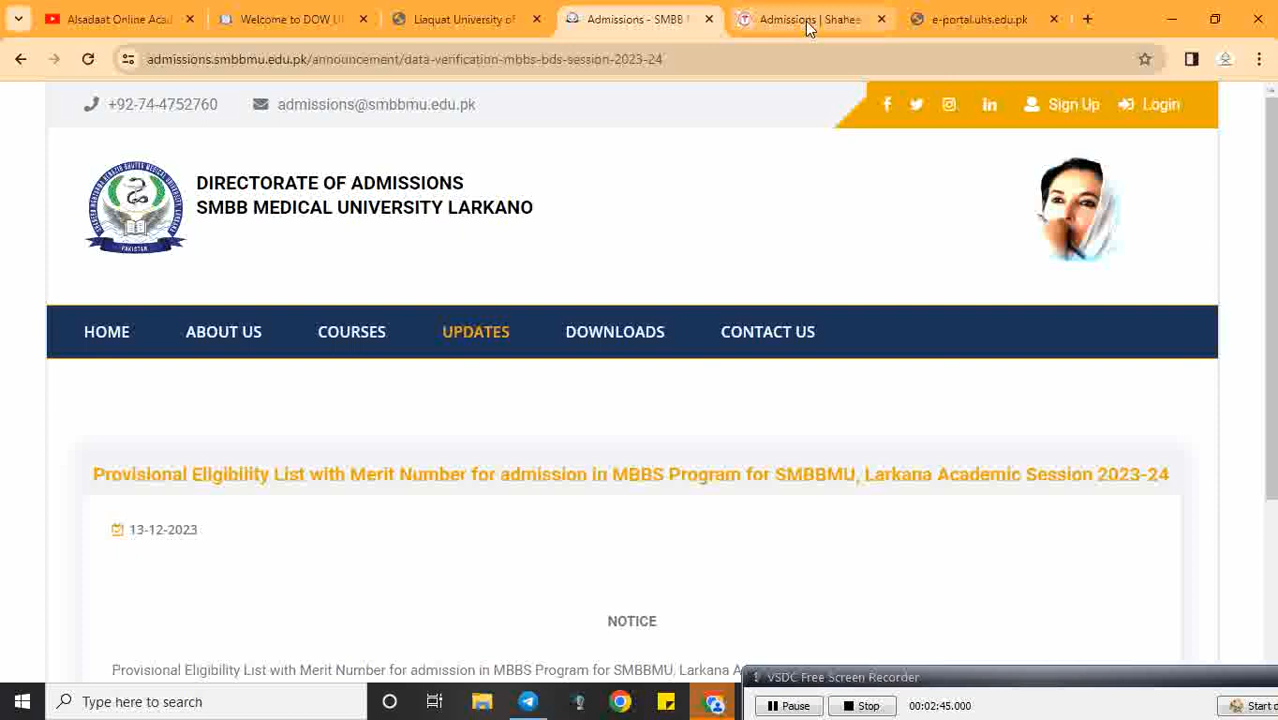 Alsadaat Online Acad
Welcome to DOW U
Liaquat University of
Admissions - SMBB
Admissions | Shahee
e-portal.uhs.edu.pk
admissions.smbbmu.edu.pk/announcement/data-verification-mbbs-bds-session-2023-24
+92-74-4752760
admissions@smbbmu.edu.pk
Sign Up
Login
DIRECTORATE OF ADMISSIONS
SMBB MEDICAL UNIVERSITY LARKANO
PAKISTAN
HOME
ABOUT US
COURSES
UPDATES
DOWNLOADS
CONTACT US
Provisional Eligibility List with Merit Number for admission in MBBS Program for SMBBMU, Larkana Academic Session 2023-24
13-12-2023
NOTICE
Provisional Eligibility List with Merit Number for admission in MBBS Program for SMBBMU, Larkana A
VSDC Free Screen Recorder
Pause
Stop
00:02:45.000
Start
Type here to search